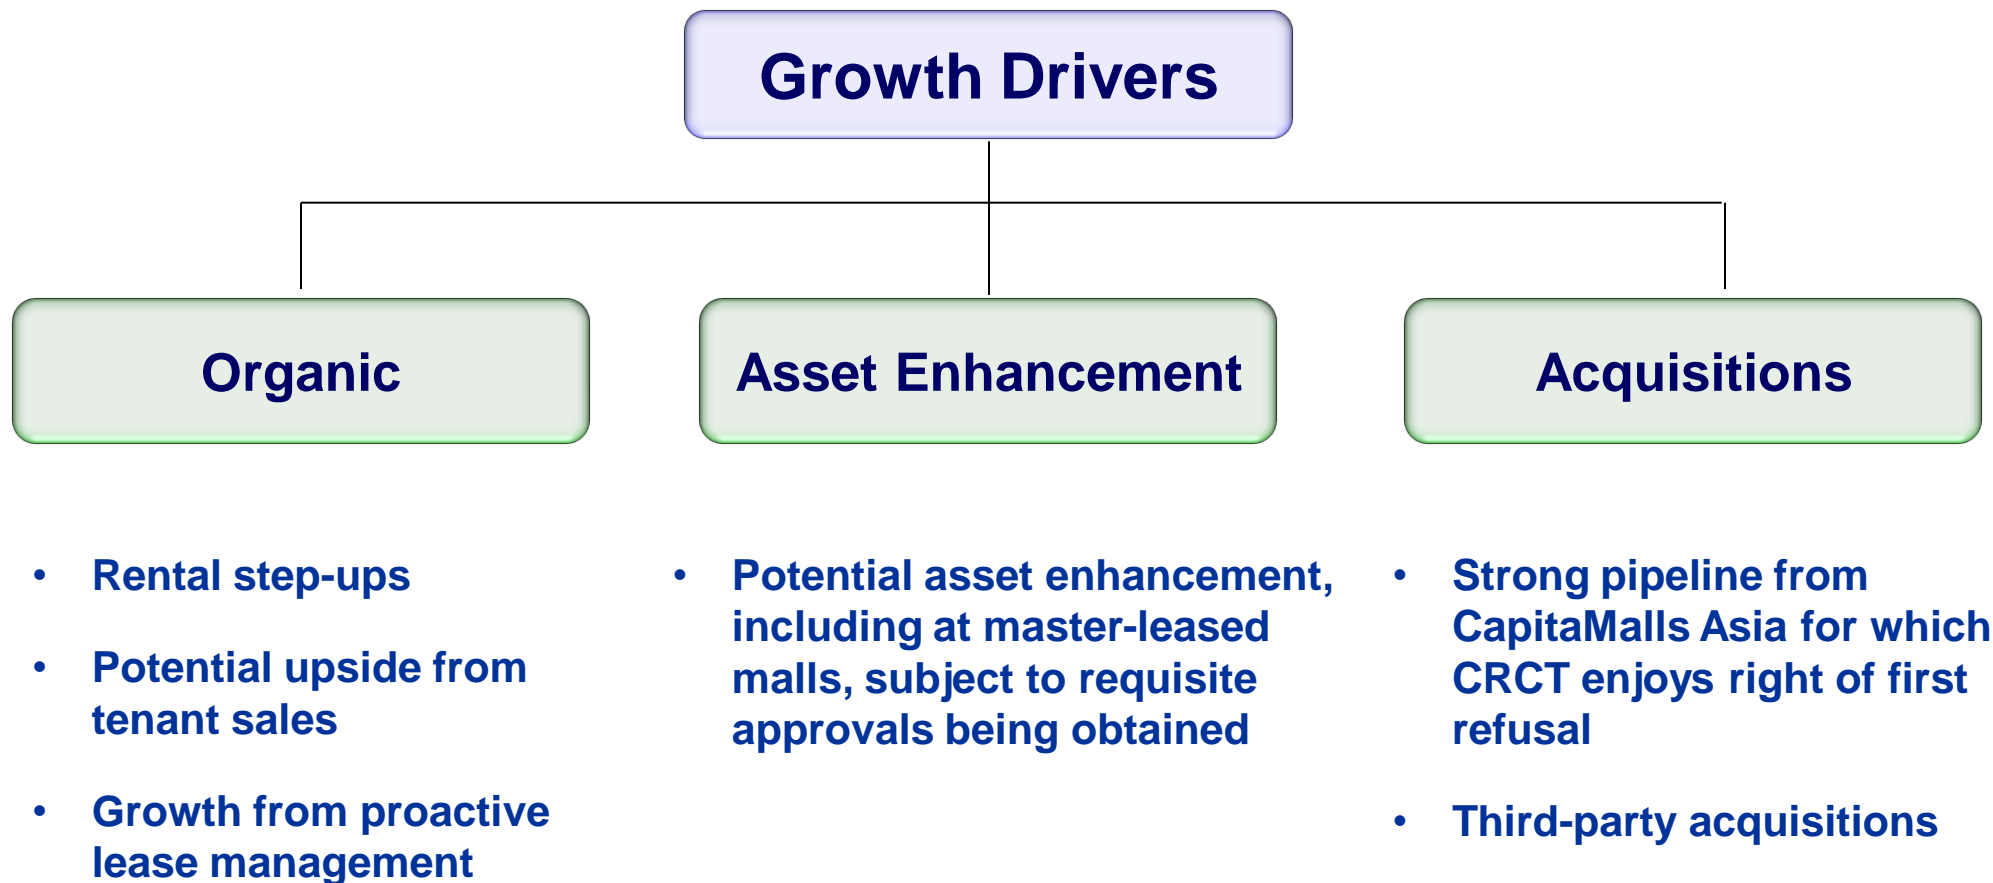 Growth Drivers
Organic
Asset Enhancement
Acquisitions
• Rental step-ups
• Potential upside from
tenant sales
• Growth from proactive
lease management
• Potential asset enhancement,
including at master-leased
malls, subject to requisite
approvals being obtained
• Strong pipeline from
CapitaMalls Asia for which
CRCT enjoys right of first
refusal
• Third-party acquisitions